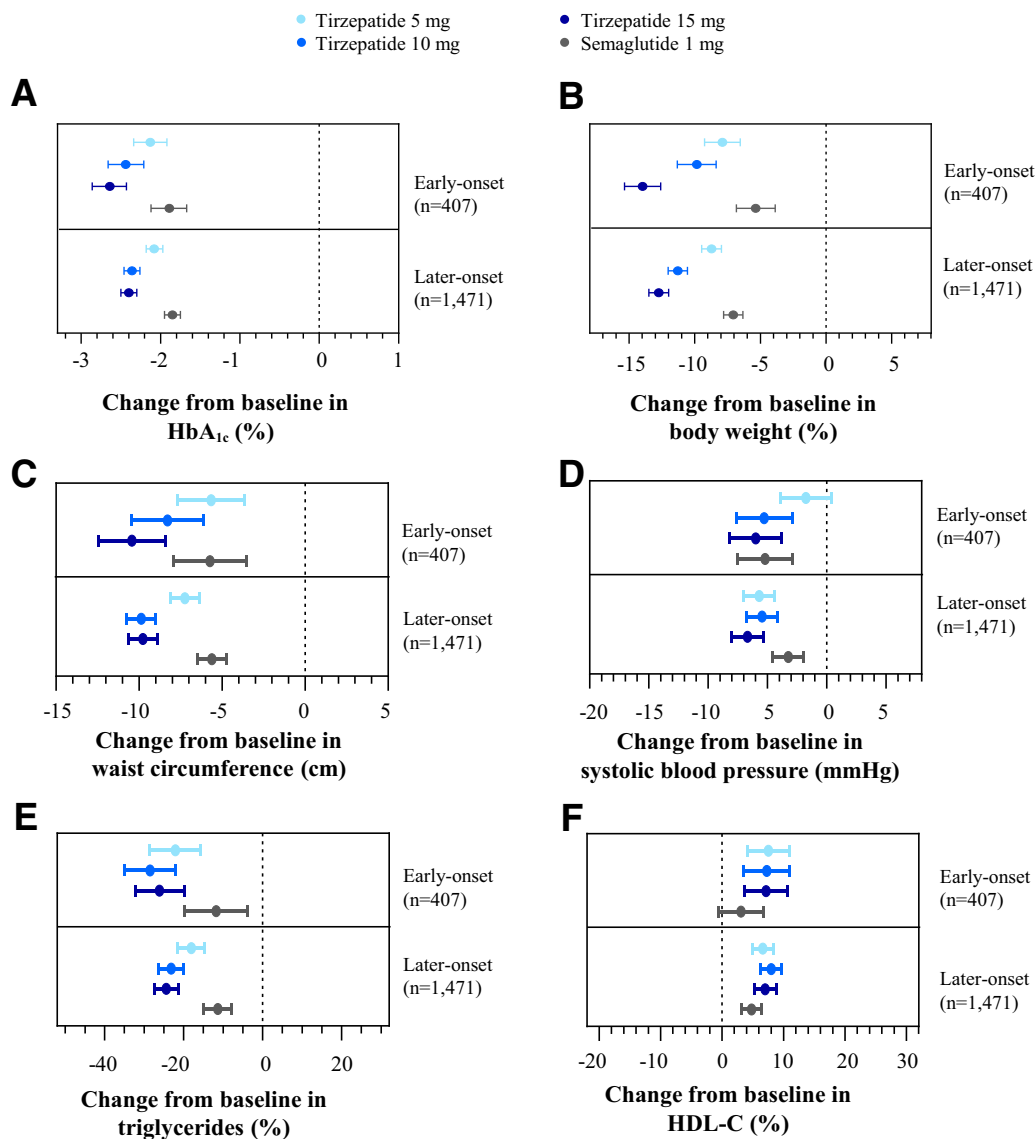 Tirzepatide 5 mg
Tirzepatide 15 mg
Tirzepatide 10 mg
Semaglutide 1 mg
A
Early-onset
(n=407)
Later-onset
(n=1,471)
-3 -2 -1 0 1
Change from baseline in
HbA1c (%)
B
Early-onset
(n=407)
Later-onset
(n=1,471)
-15 -10 -5 0 5
Change from baseline in
body weight (%)
C
Early-onset
(n=407)
Later-onset
(n=1,471)
-15 -10 -5 0 5
Change from baseline in
waist circumference (cm)
D
Early-onset
(n=407)
Later-onset
(n=1,471)
-20 -15 -10 -5 0 5
Change from baseline in
systolic blood pressure (mmHg)
E
Early-onset
(n=407)
Later-onset
(n=1,471)
-40 -20 0 20
Change from baseline in
triglycerides (%)
F
Early-onset
(n=407)
Later-onset
(n=1,471)
-20 -10 0 10 20 30
Change from baseline in
HDL-C (%)